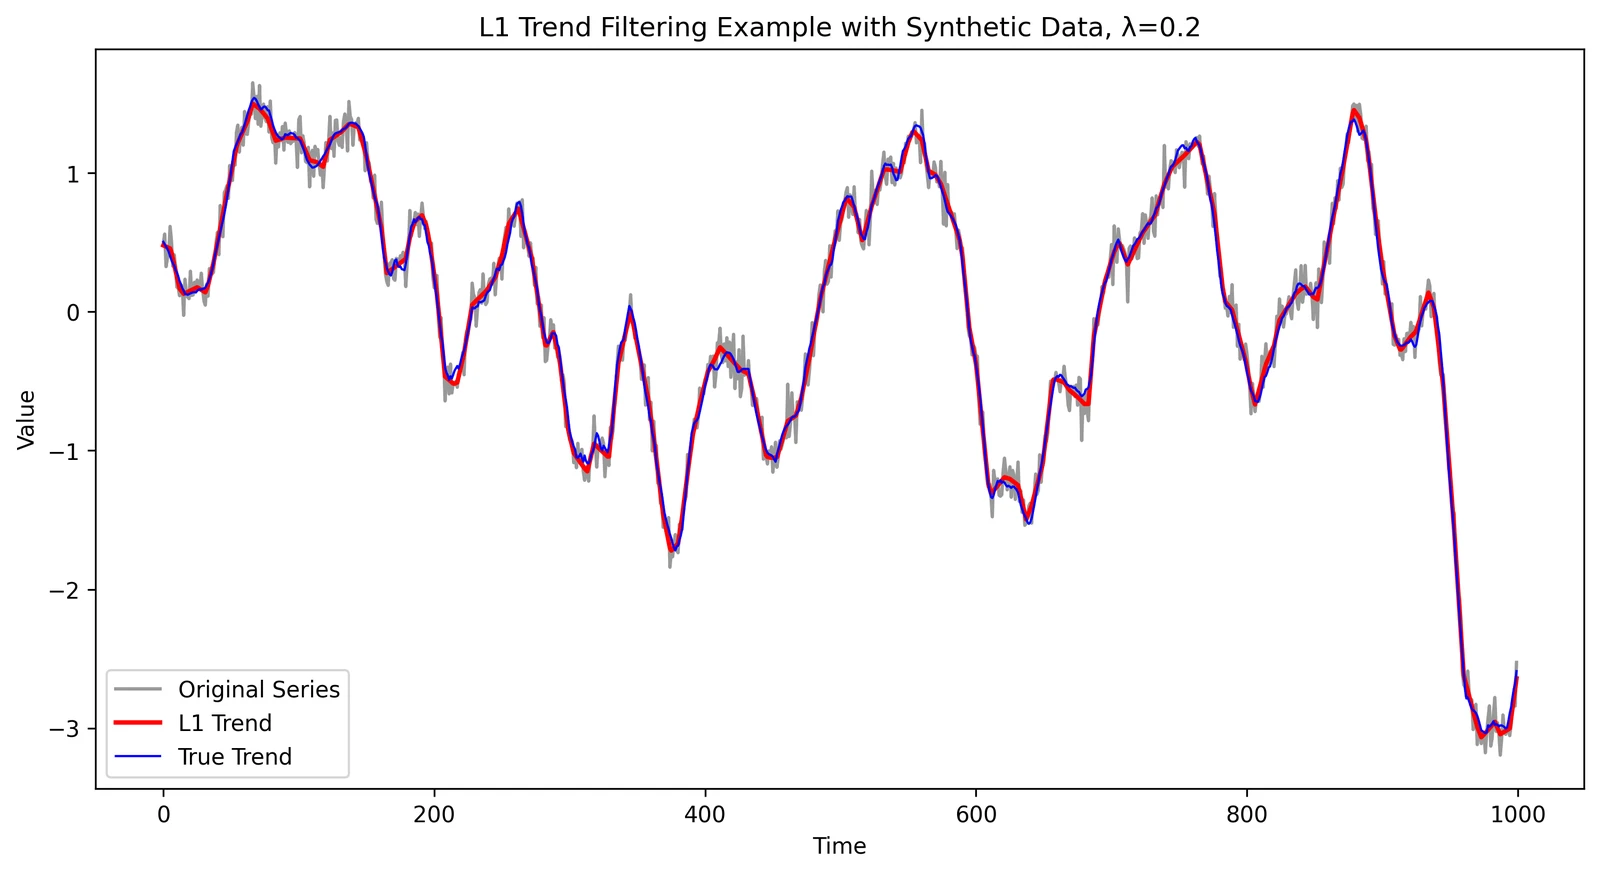 L1 Trend Filtering Example with Synthetic Data, λ=0.2
Value
1
0
−1
−2
−3
Original Series
L1 Trend
True Trend
0
200
400
600
800
1000
Time